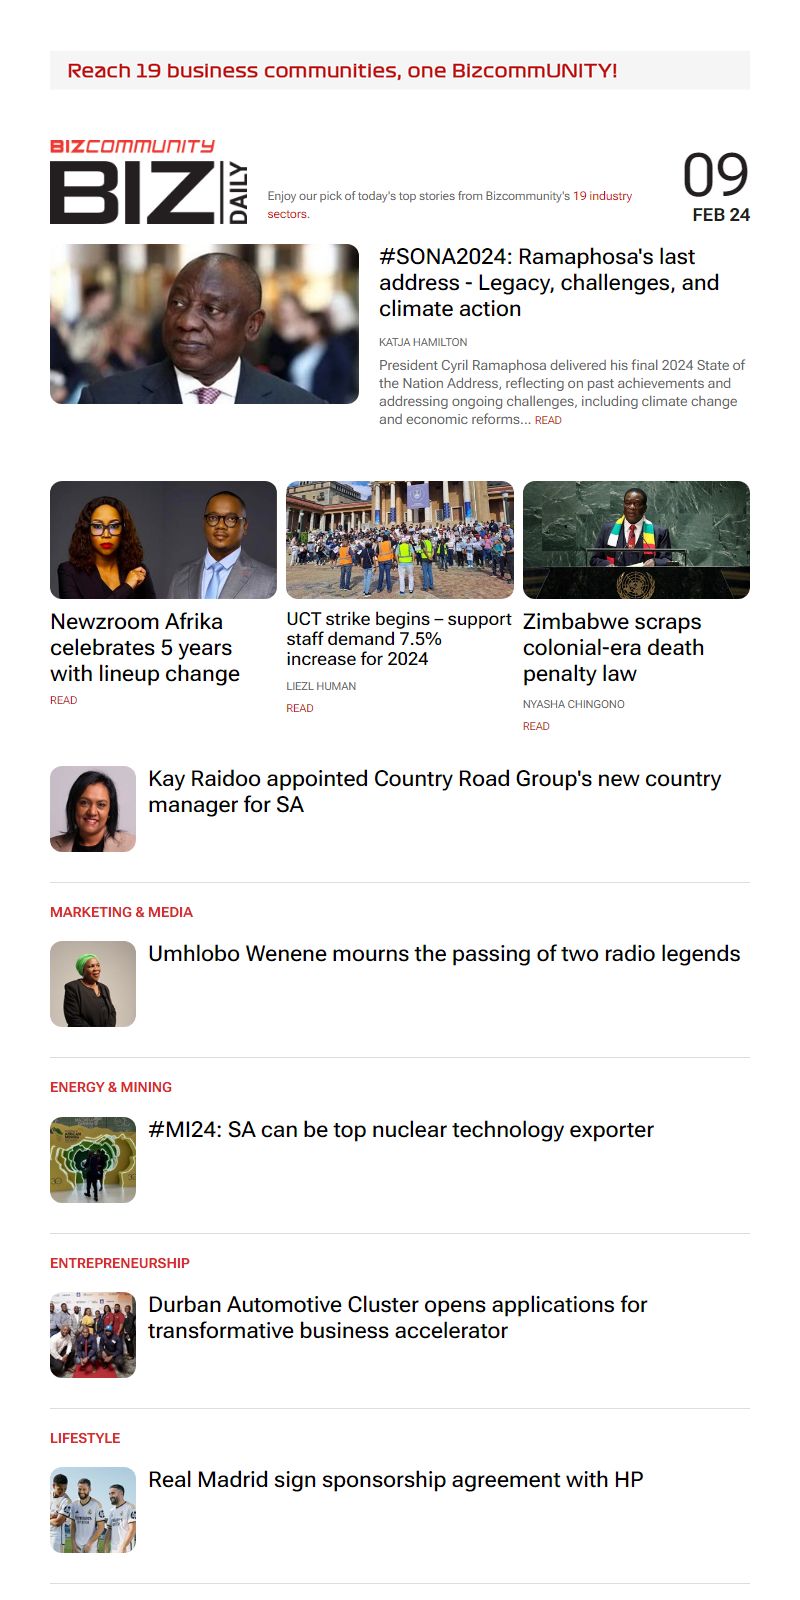 Reach 19 business communities, one BizcommUNITY!
BIZCOMMUNITY
BIZ DAILY
Enjoy our pick of today's top stories from Bizcommunity's 19 industry
sectors.
09
FEB 24
#SONA2024: Ramaphosa's last
address - Legacy, challenges, and
climate action
KATJA HAMILTON
President Cyril Ramaphosa delivered his final 2024 State of
the Nation Address, reflecting on past achievements and
addressing ongoing challenges, including climate change
and economic reforms... READ
Newzroom Afrika
celebrates 5 years
with lineup change
READ
UCT strike begins – support
staff demand 7.5%
increase for 2024
LIEZL HUMAN
READ
Zimbabwe scraps
colonial-era death
penalty law
NYASHA CHINGONO
READ
Kay Raidoo appointed Country Road Group's new country
manager for SA
MARKETING & MEDIA
Umhlobo Wenene mourns the passing of two radio legends
ENERGY & MINING
#MI24: SA can be top nuclear technology exporter
ENTREPRENEURSHIP
Durban Automotive Cluster opens applications for
transformative business accelerator
LIFESTYLE
Real Madrid sign sponsorship agreement with HP